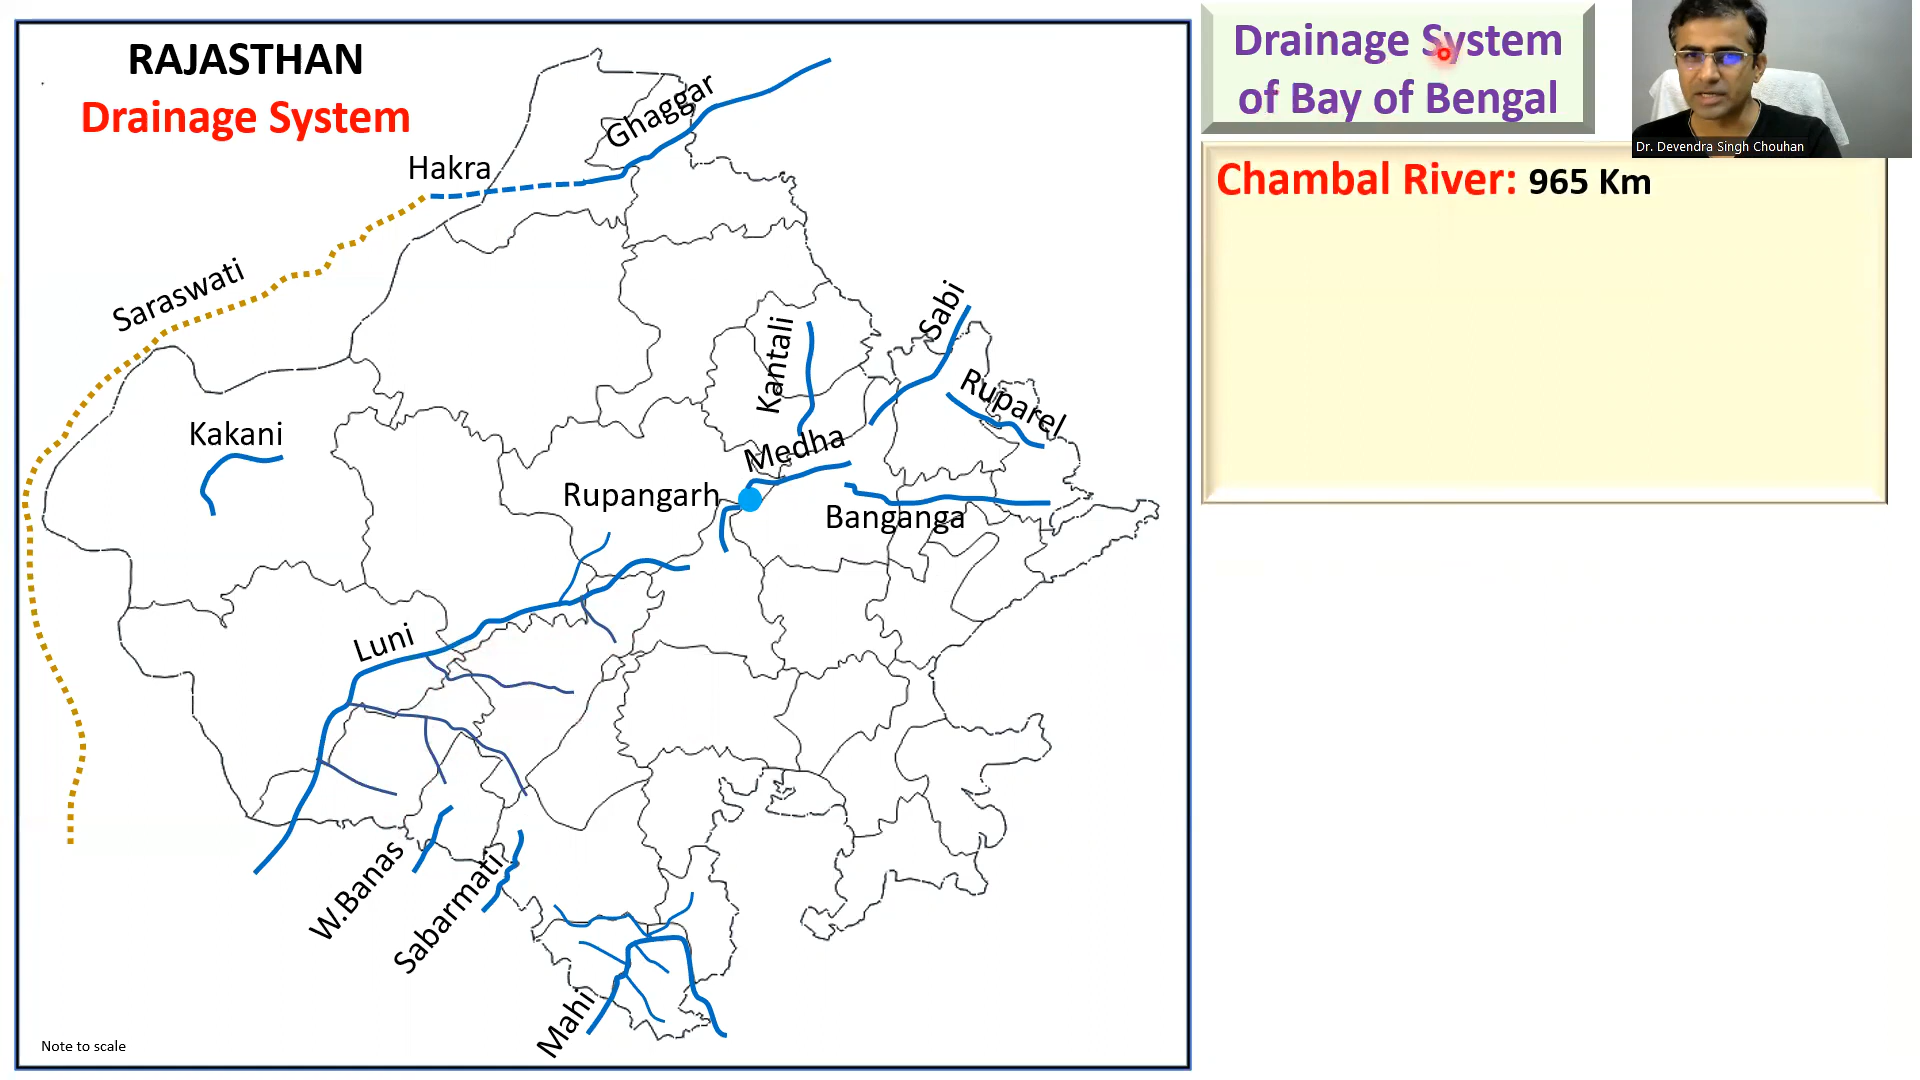 RAJASTHAN
Drainage System
Ghaggar
Hakra
Saraswati
Sabi
Kantali
Ruparel
Kakani
Medha
Rupangarh
Banganga
Luni
W.Banas
Sabarmati
Mahi
Note to scale
Drainage System
of Bay of Bengal
Dr. Devendra Singh Chouhan
Chambal River: 965 Km